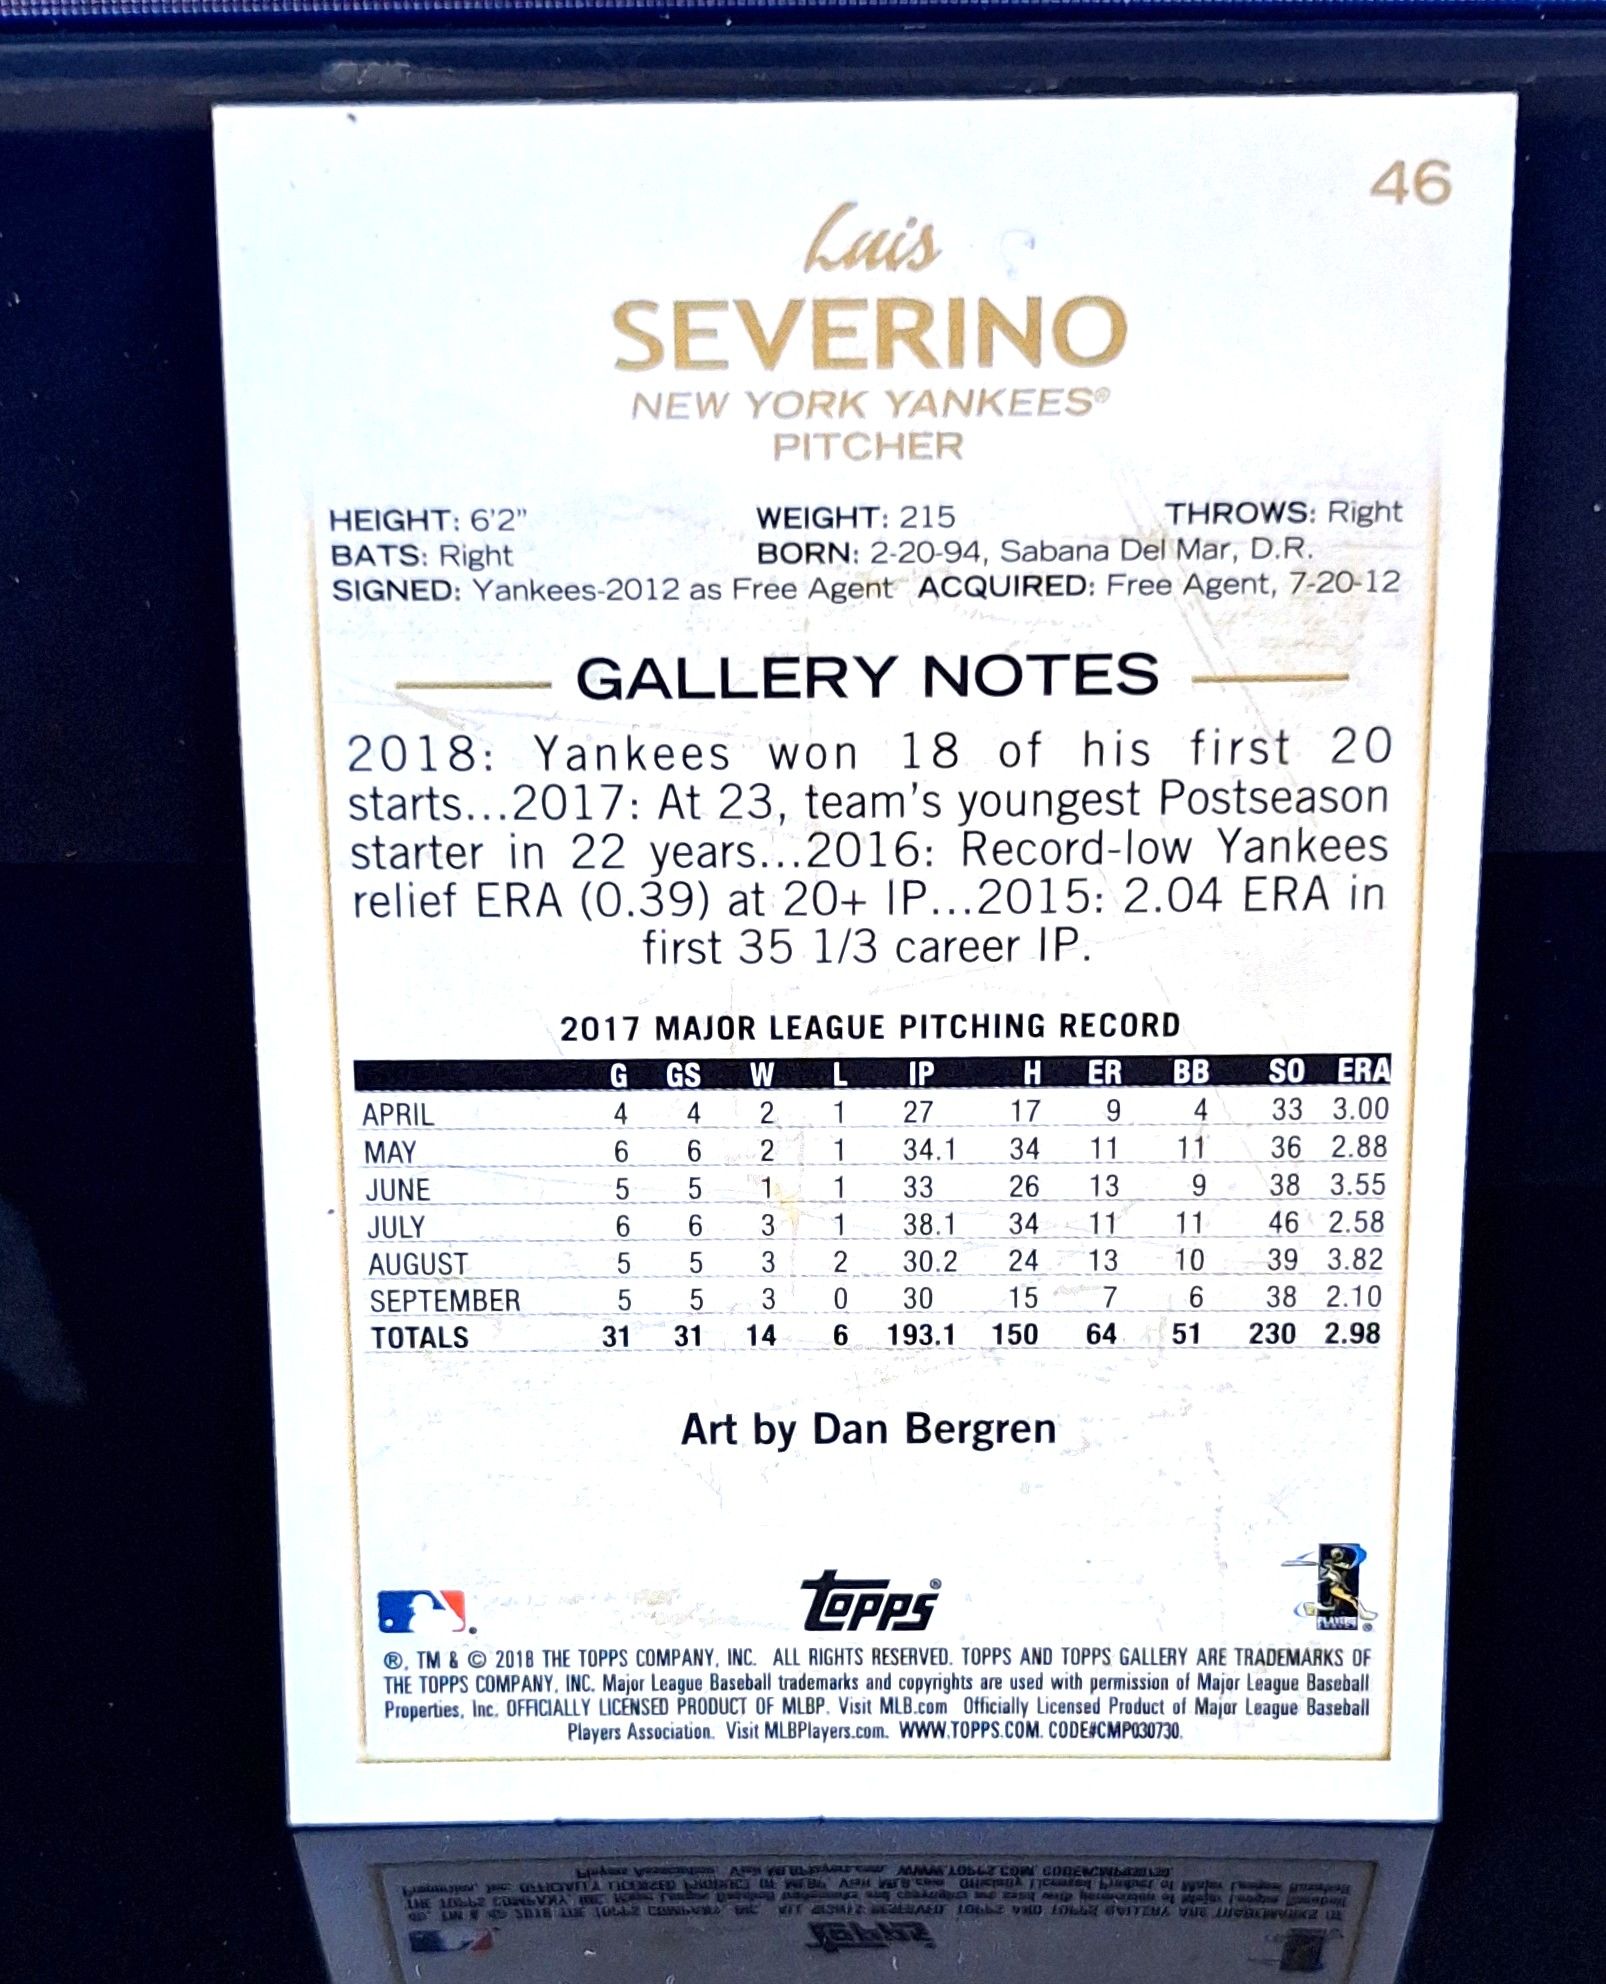 46
Luis
SEVERINO
NEW YORK YANKEES®
PITCHER
HEIGHT: 6'2" WEIGHT: 215 THROWS: Right
BATS: Right BORN: 2-20-94, Sabana Del Mar, D.R.
SIGNED: Yankees-2012 as Free Agent ACQUIRED: Free Agent, 7-20-12
GALLERY NOTES
2018: Yankees won 18 of his first 20
starts...2017: At 23, team's youngest Postseason
starter in 22 years...2016: Record-low Yankees
relief ERA (0.39) at 20+ IP...2015: 2.04 ERA in
first 35 1/3 career IP.
2017 MAJOR LEAGUE PITCHING RECORD
G GS W L IP H ER BB SO ERA
APRIL 4 4 2 1 27 17 9 4 33 3.00
MAY 6 6 2 1 34.1 34 11 11 36 2.88
JUNE 5 5 1 1 33 26 13 9 38 3.55
JULY 6 6 3 1 38.1 34 11 11 46 2.58
AUGUST 5 5 3 2 30.2 24 13 10 39 3.82
SEPTEMBER 5 5 3 0 30 15 7 6 38 2.10
TOTALS 31 31 14 6 193.1 150 64 51 230 2.98
Art by Dan Bergren
Topps®
PLAYERS
®, TM & © 2018 THE TOPPS COMPANY, INC. ALL RIGHTS RESERVED. TOPPS AND TOPPS GALLERY ARE TRADEMARKS OF
THE TOPPS COMPANY, INC. Major League Baseball trademarks and copyrights are used with permission of Major League Baseball
Properties, Inc. OFFICIALLY LICENSED PRODUCT OF MLBP. Visit MLB.com Officially Licensed Product of Major League Baseball
Players Association. Visit MLBPlayers.com. WWW.TOPPS.COM. CODE#CMP030730.